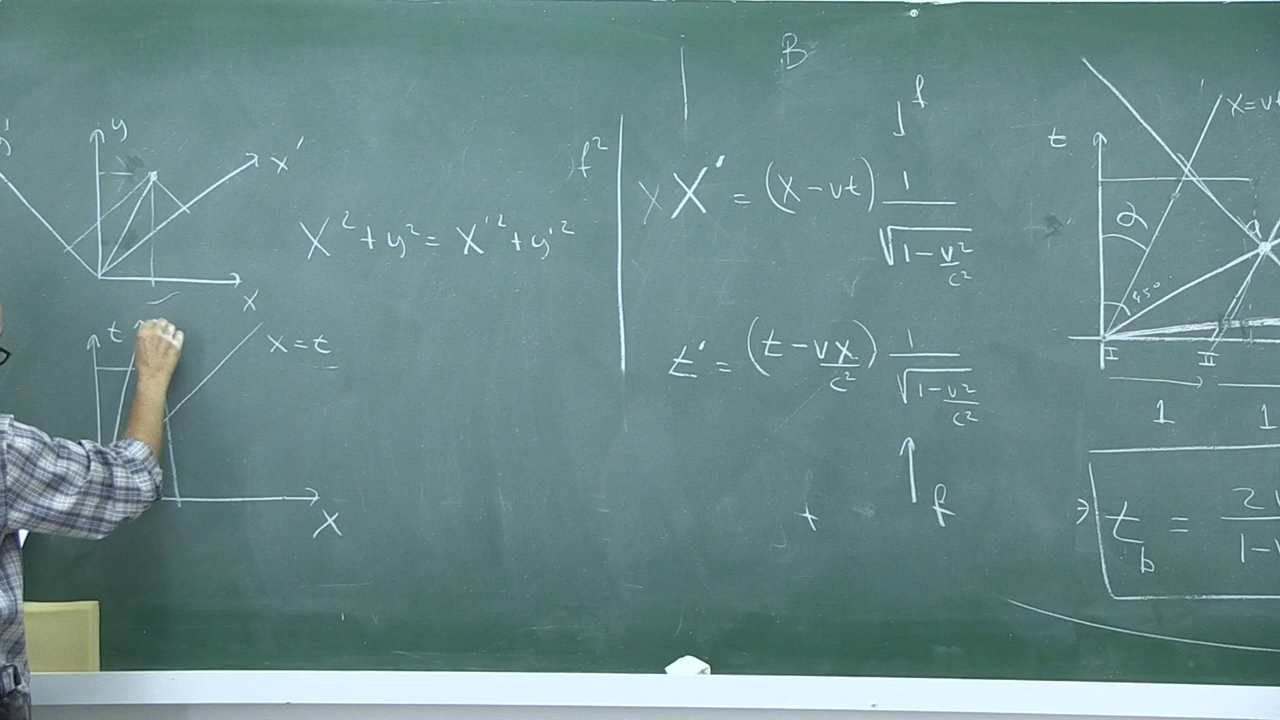 y
x'
x
X² + y² = X'² + y'²
t
x = t
X
B
f
f²
X' = (X - vt) 1/√(1 - v²/c²)
t' = (t - vx/c²) 1/√(1 - v²/c²)
f
t
x = v
α
45°
a
I
II
1
1
t_b = 2
1 -